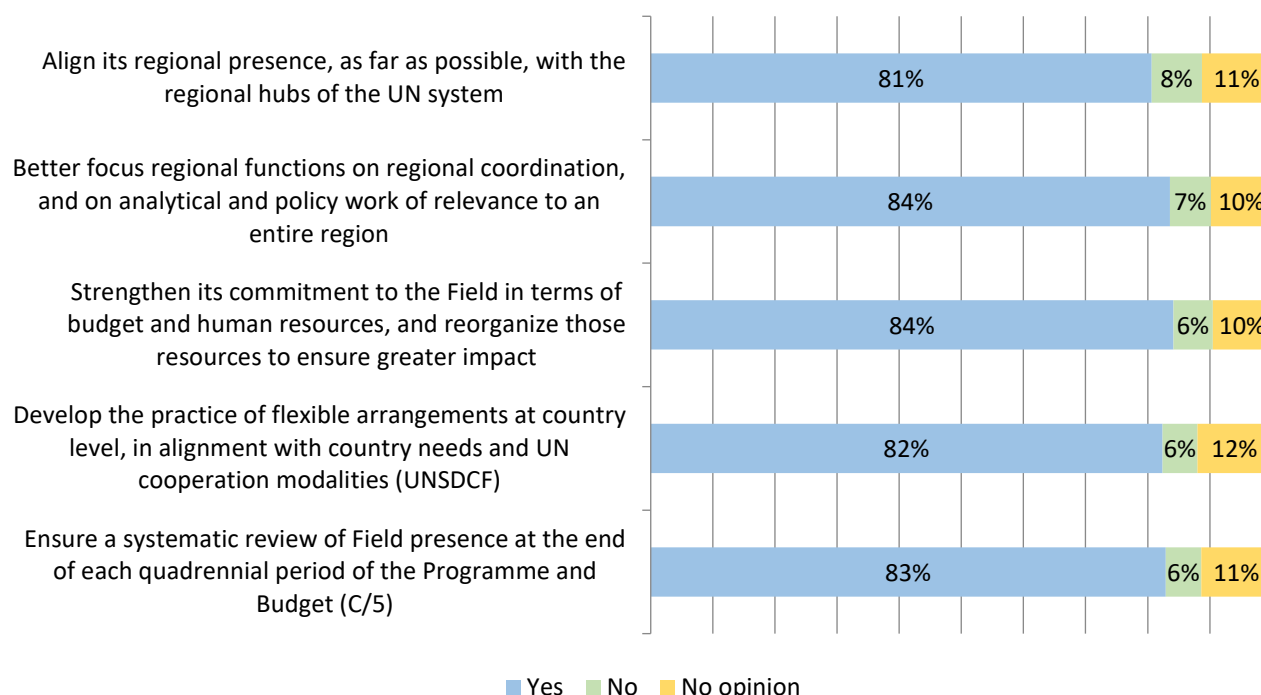 Align its regional presence, as far as possible, with the
regional hubs of the UN system
81% 8% 11%
Better focus regional functions on regional coordination,
and on analytical and policy work of relevance to an
entire region
84% 7% 10%
Strengthen its commitment to the Field in terms of
budget and human resources, and reorganize those
resources to ensure greater impact
84% 6% 10%
Develop the practice of flexible arrangements at country
level, in alignment with country needs and UN
cooperation modalities (UNSDCF)
82% 6% 12%
Ensure a systematic review of Field presence at the end
of each quadrennial period of the Programme and
Budget (C/5)
83% 6% 11%
Yes No No opinion